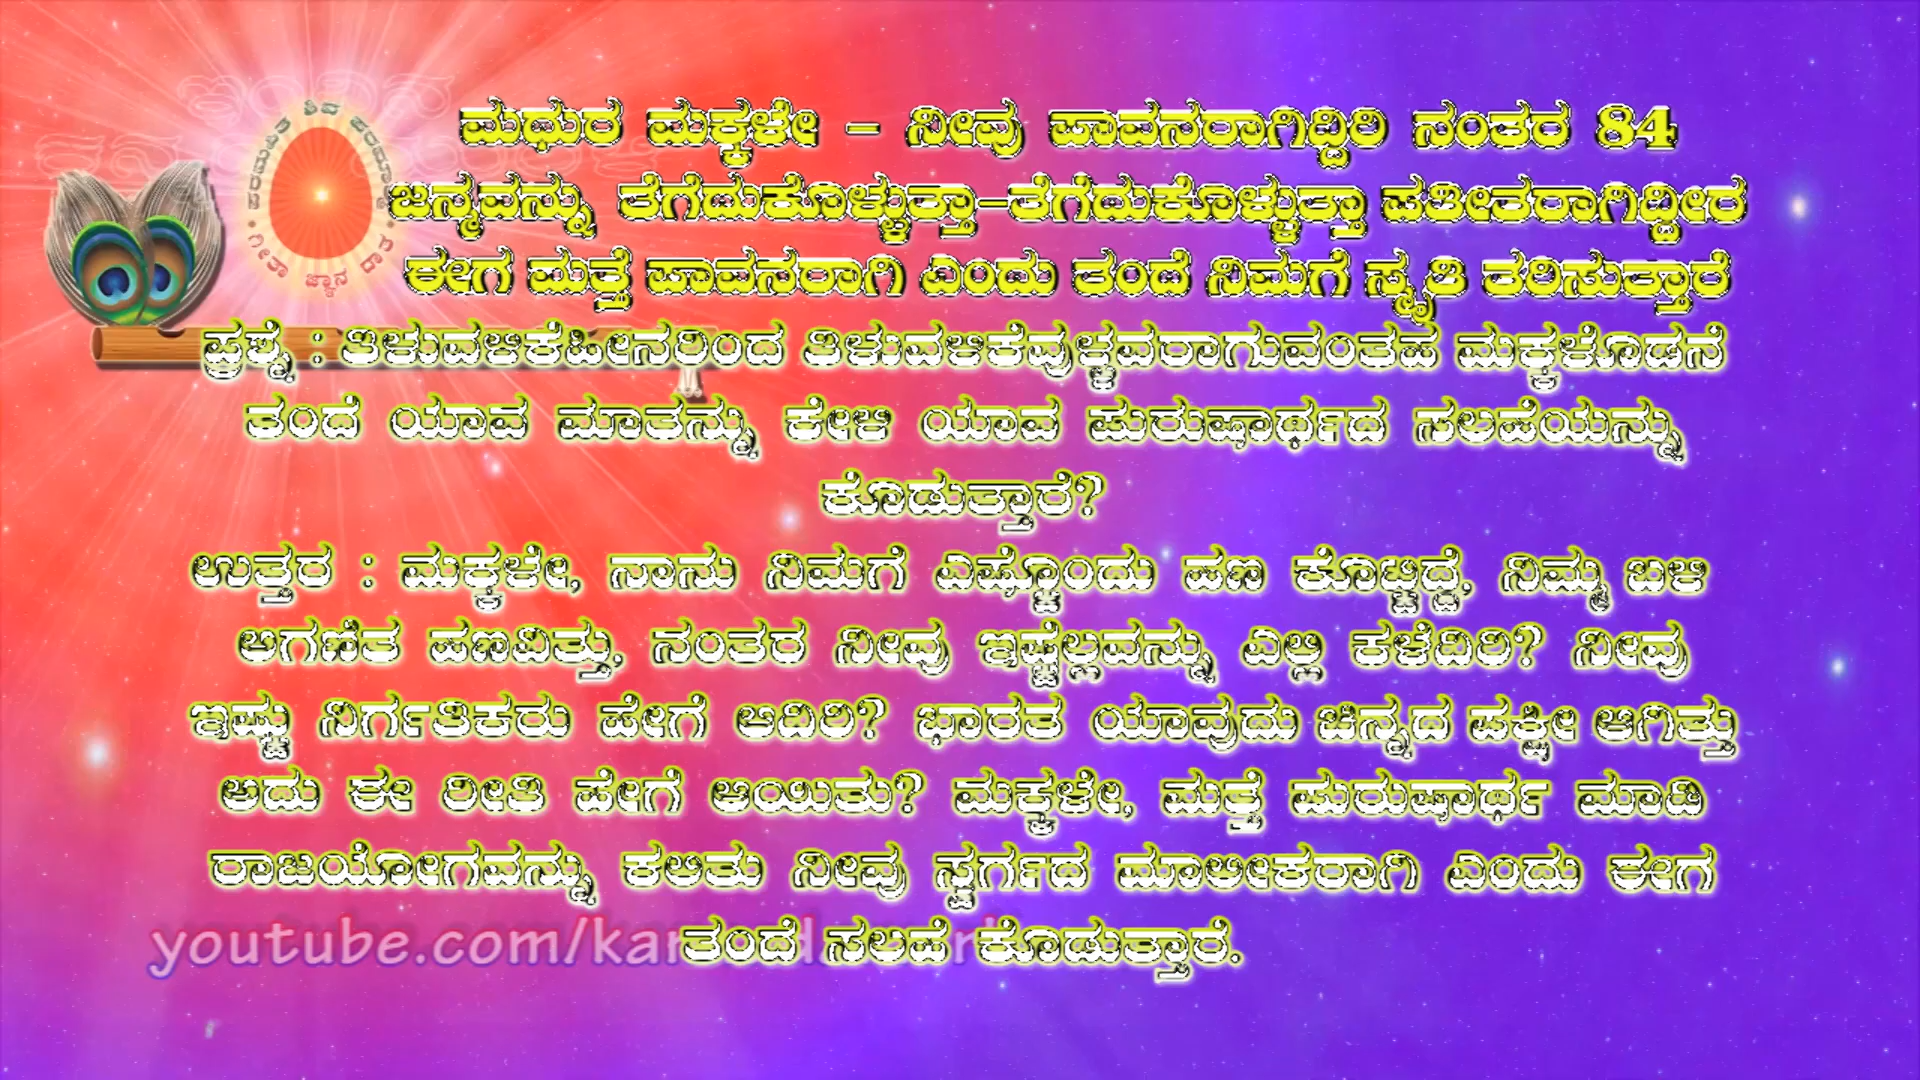 ಮಧುರ ಮಕ್ಕಳೇ – ನೀವು ಪಾವನರಾಗಿದ್ದಿರಿ ನಂತರ 84
ಜನ್ಮವನ್ನು ತೆಗೆದುಕೊಳ್ಳುತ್ತಾ–ತೆಗೆದುಕೊಳ್ಳುತ್ತಾ ಪತೀತರಾಗಿದ್ದೀರ
ಈಗ ಮತ್ತೆ ಪಾವನರಾಗಿ ಎಂದು ತಂದೆ ನಿಮಗೆ ಸ್ಮೃತಿ ತರಿಸುತ್ತಾರೆ
ಪ್ರಶ್ನೆ : ತಿಳುವಳಿಕೆಹೀನರಿಂದ ತಿಳುವಳಿಕೆವುಳ್ಳವರಾಗುವಂತಹ ಮಕ್ಕಳೊಡನೆ
ತಂದೆ ಯಾವ ಮಾತನ್ನು ಕೇಳಿ ಯಾವ ಪುರುಷಾರ್ಥದ ಸಲಹೆಯನ್ನು
ಕೊಡುತ್ತಾರೆ?
ಉತ್ತರ : ಮಕ್ಕಳೇ, ನಾನು ನಿಮಗೆ ಎಷ್ಟೊಂದು ಹಣ ಕೊಟ್ಟಿದ್ದೆ, ನಿಮ್ಮ ಬಳಿ
ಆಗಣಿತ ಹಣವಿತ್ತು, ನಂತರ ನೀವು ಇಷ್ಟೆಲ್ಲವನ್ನು ಎಲ್ಲಿ ಕಳೆದಿರಿ? ನೀವು
ಇಷ್ಟು ನಿರ್ಗತಿಕರು ಹೇಗೆ ಆದಿರಿ? ಭಾರತ ಯಾವುದು ಚಿನ್ನದ ಪಕ್ಷೀ ಆಗಿತ್ತು
ಅದು ಈ ರೀತಿ ಹೇಗೆ ಆಯಿತು? ಮಕ್ಕಳೇ, ಮತ್ತೆ ಪುರುಷಾರ್ಥ ಮಾಡಿ
ರಾಜಯೋಗವನ್ನು ಕಲಿತು ನೀವು ಸ್ವರ್ಗದ ಮಾಲೀಕರಾಗಿ ಎಂದು ಈಗ
ತಂದೆ ಸಲಹೆ ಕೊಡುತ್ತಾರೆ.
ಪರಮಾತ್ಮ ಶಿವ ಪರಮಾತ್ಮ
ಗೀತಾ ಜ್ಞಾನ ದಾತ